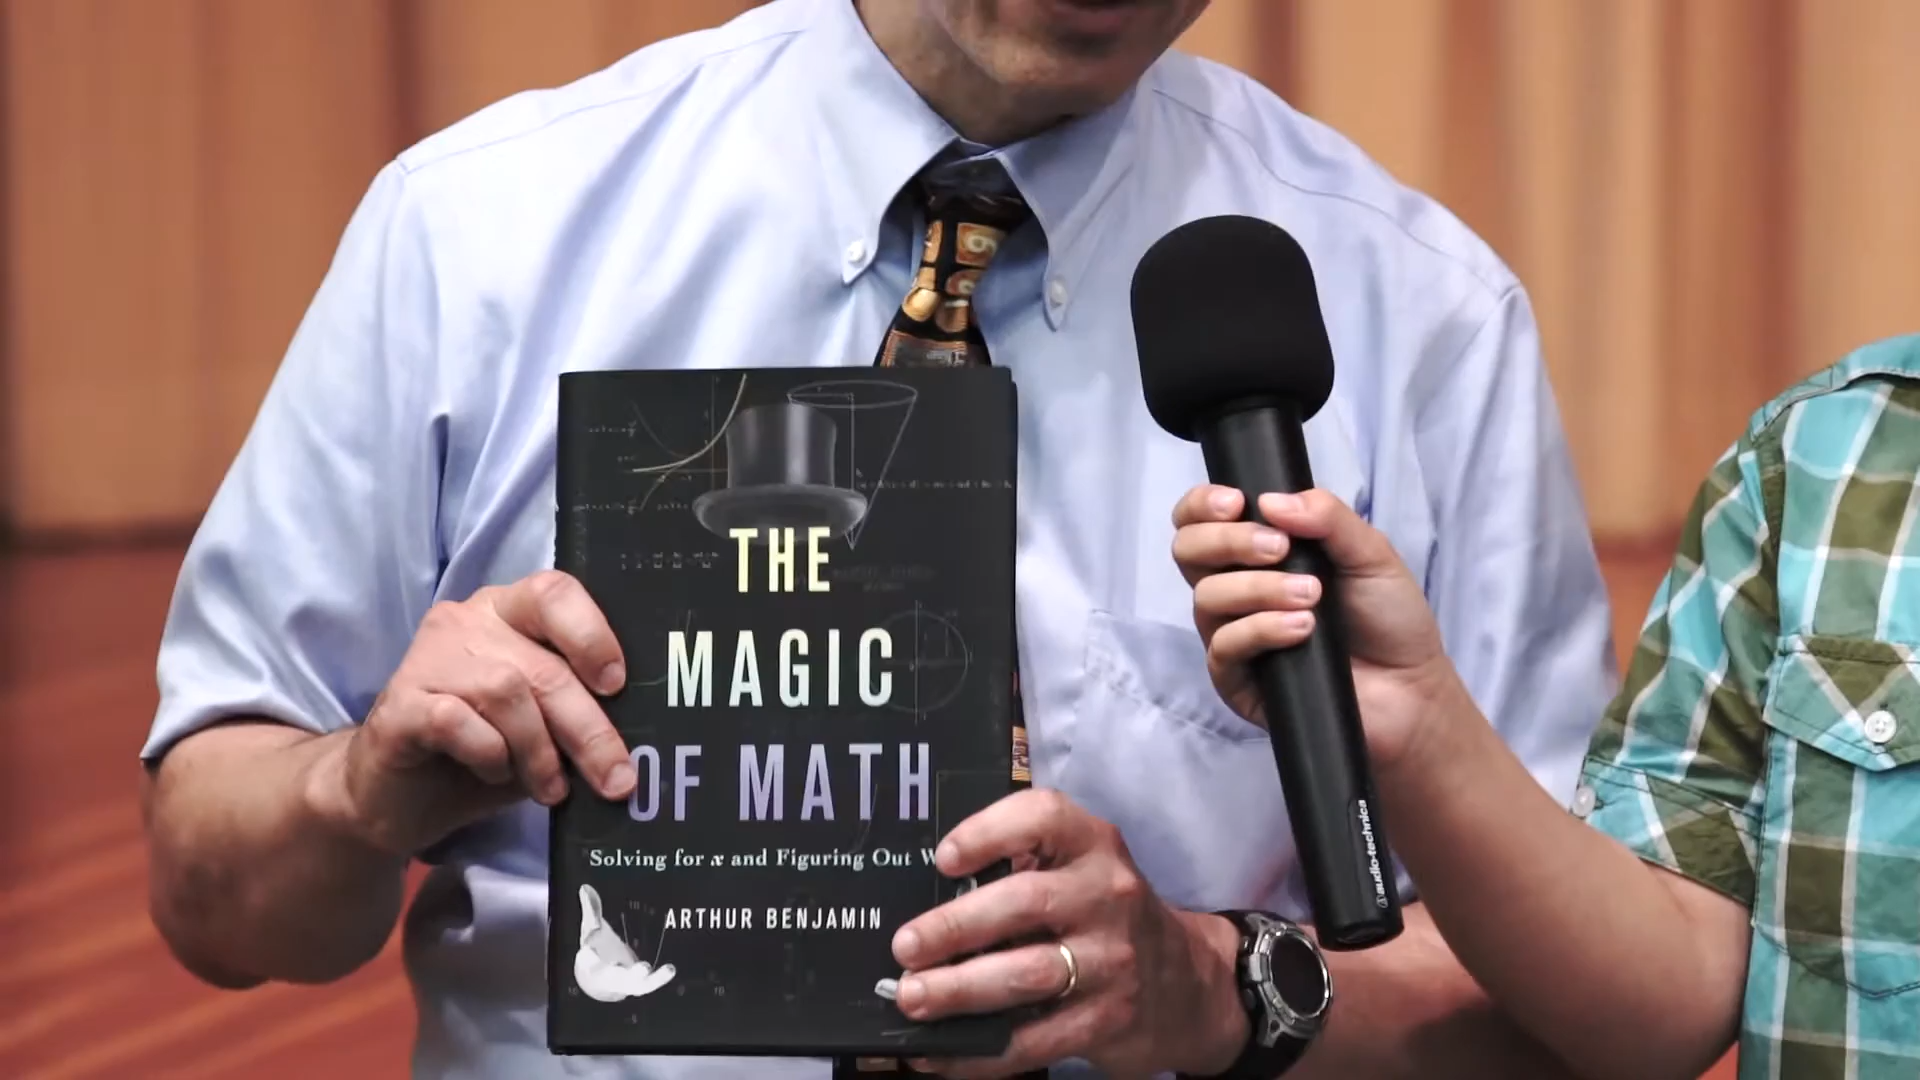 THE
MAGIC
OF MATH
Solving for x and Figuring Out
ARTHUR BENJAMIN
audio-technica